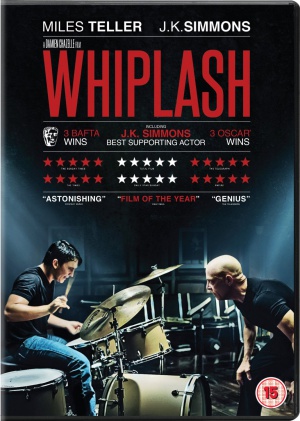 MILES TELLER J.K.SIMMONS
A DAMIEN CHAZELLE FILM
WHIPLASH
3 BAFTA WINS
INCLUDING
J.K. SIMMONS
BEST SUPPORTING ACTOR
3 OSCAR® WINS
"ASTONISHING"
"FILM OF THE YEAR"
"GENIUS"
15